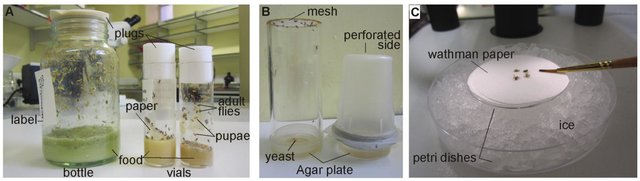 A
plugs
label
paper
adult
flies
pupae
food
bottle
vials
B
mesh
perforated
side
yeast
Agar plate
C
wathman paper
ice
petri dishes